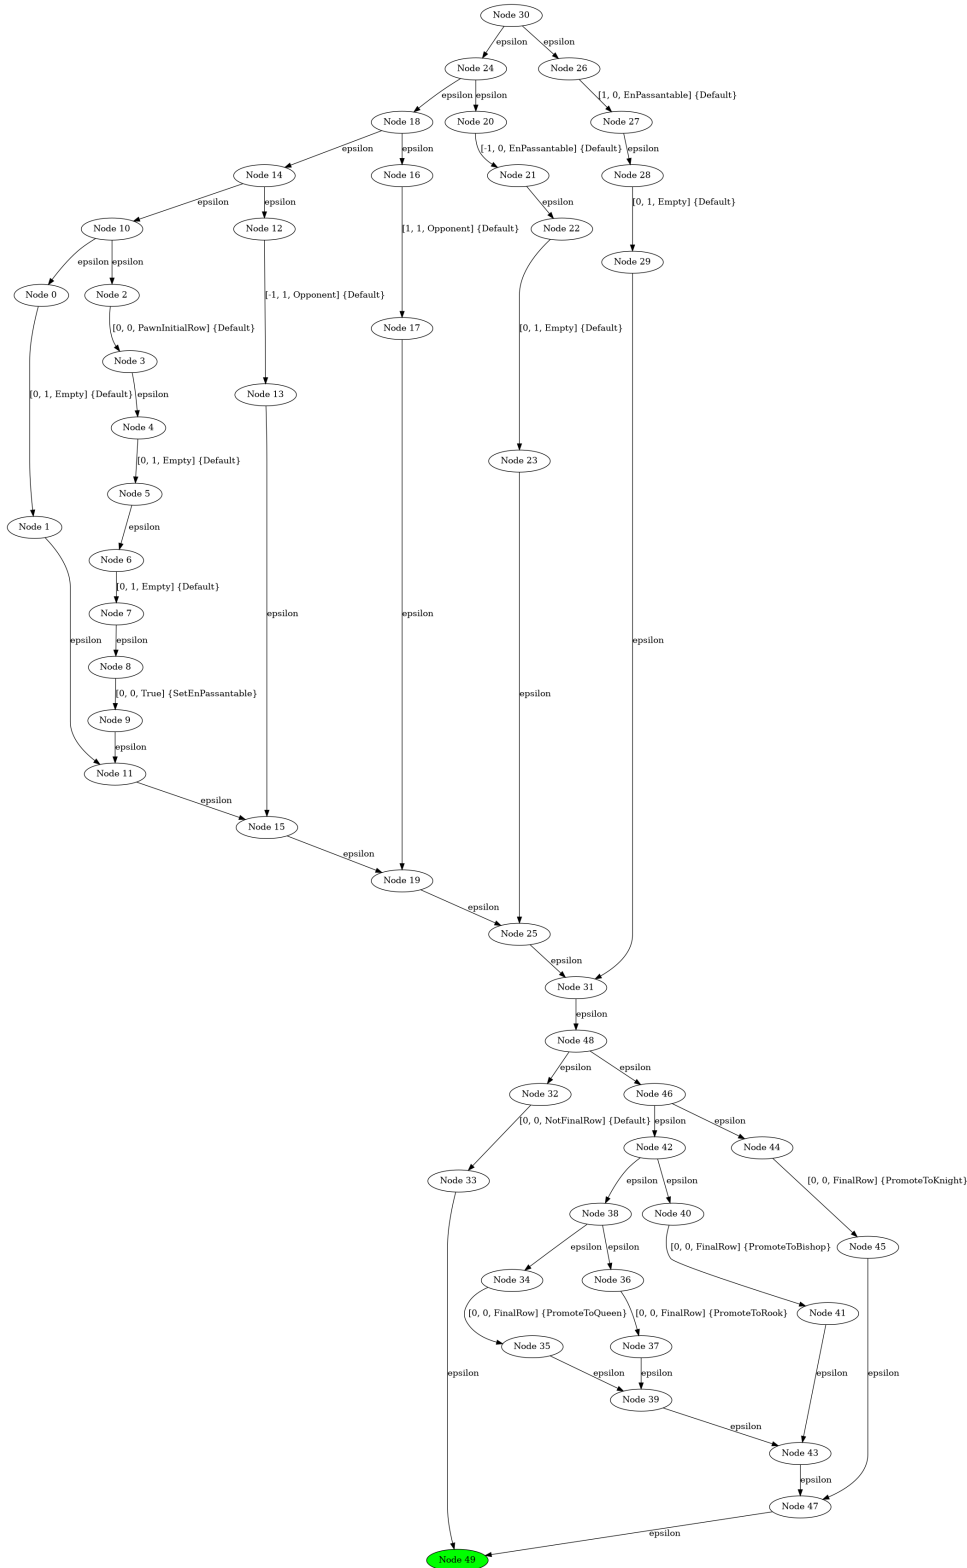 Node 30
epsilon epsilon
Node 24 Node 26
epsilon epsilon [1, 0, EnPassantable] {Default}
Node 18 Node 20 Node 27
epsilon epsilon [-1, 0, EnPassantable] {Default} epsilon
Node 14 Node 16 Node 21 Node 28
epsilon epsilon epsilon [0, 1, Empty] {Default}
Node 10 Node 12 [1, 1, Opponent] {Default} Node 22
epsilon epsilon Node 29
Node 0 Node 2 [-1, 1, Opponent] {Default}
[0, 0, PawnInitialRow] {Default} Node 17 [0, 1, Empty] {Default}
Node 3
[0, 1, Empty] {Default} epsilon Node 13
Node 4
[0, 1, Empty] {Default} Node 23
Node 5
Node 1 epsilon
Node 6
[0, 1, Empty] {Default}
Node 7 epsilon epsilon
epsilon epsilon epsilon
Node 8
[0, 0, True] {SetEnPassantable} epsilon
Node 9
epsilon
Node 11
epsilon
Node 15
epsilon
Node 19
epsilon
Node 25
epsilon
Node 31
epsilon
Node 48
epsilon epsilon
Node 32 Node 46
[0, 0, NotFinalRow] {Default} epsilon epsilon
Node 42 Node 44
Node 33 epsilon epsilon [0, 0, FinalRow] {PromoteToKnight}
Node 38 Node 40
epsilon epsilon [0, 0, FinalRow] {PromoteToBishop} Node 45
Node 34 Node 36
[0, 0, FinalRow] {PromoteToQueen} [0, 0, FinalRow] {PromoteToRook} Node 41
Node 35 Node 37
epsilon epsilon epsilon epsilon epsilon
Node 39
epsilon
Node 43
epsilon
Node 47
epsilon
Node 49